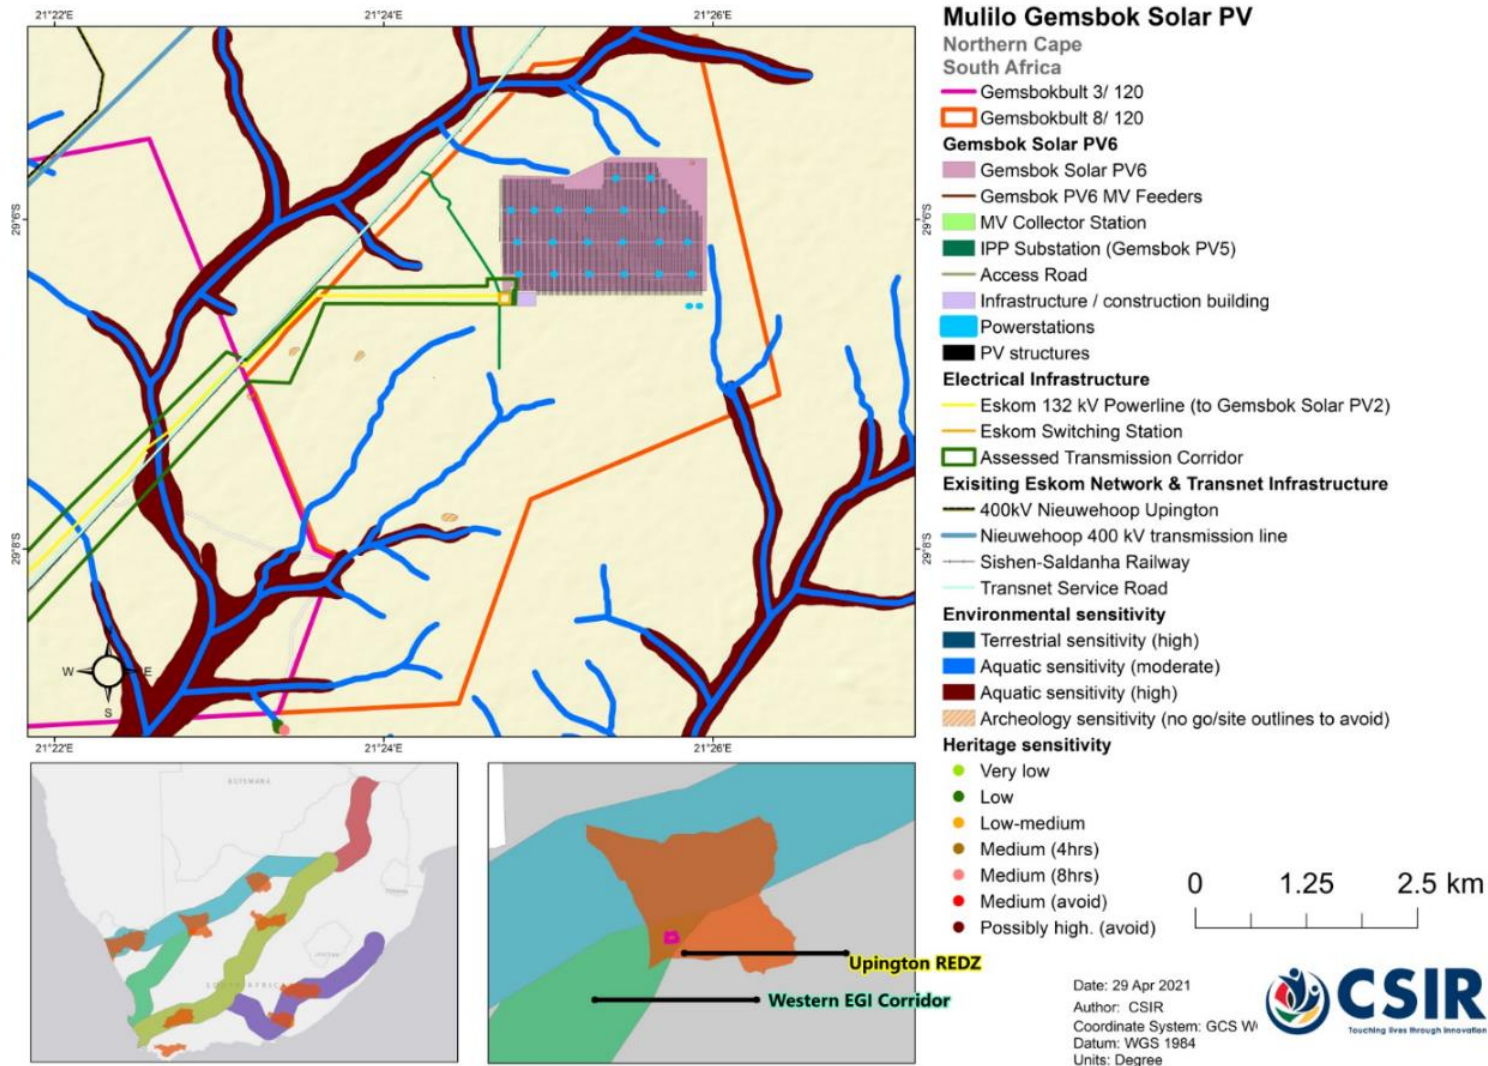 21°22'E
21°24'E
21°26'E
29°6'S
29°6'S
29°8'S
29°8'S
W
E
S
21°22'E
21°24'E
21°26'E
Mulilo Gemsbok Solar PV
Northern Cape
South Africa
Gemsbokbult 3/ 120
Gemsbokbult 8/ 120
Gemsbok Solar PV6
Gemsbok Solar PV6
Gemsbok PV6 MV Feeders
MV Collector Station
IPP Substation (Gemsbok PV5)
Access Road
Infrastructure / construction building
Powerstations
PV structures
Electrical Infrastructure
Eskom 132 kV Powerline (to Gemsbok Solar PV2)
Eskom Switching Station
Assessed Transmission Corridor
Exisiting Eskom Network & Transnet Infrastructure
400kV Nieuwehoop Upington
Nieuwehoop 400 kV transmission line
Sishen-Saldanha Railway
Transnet Service Road
Environmental sensitivity
Terrestrial sensitivity (high)
Aquatic sensitivity (moderate)
Aquatic sensitivity (high)
Archeology sensitivity (no go/site outlines to avoid)
Heritage sensitivity
Very low
Low
Low-medium
Medium (4hrs)
Medium (8hrs)
Medium (avoid)
Possibly high. (avoid)
0 1.25 2.5 km
BOTSWANA
Upington REDZ
Western EGI Corridor
Date: 29 Apr 2021
Author: CSIR
Coordinate System: GCS W
Datum: WGS 1984
Units: Degree
CSIR
Touching lives through innovation